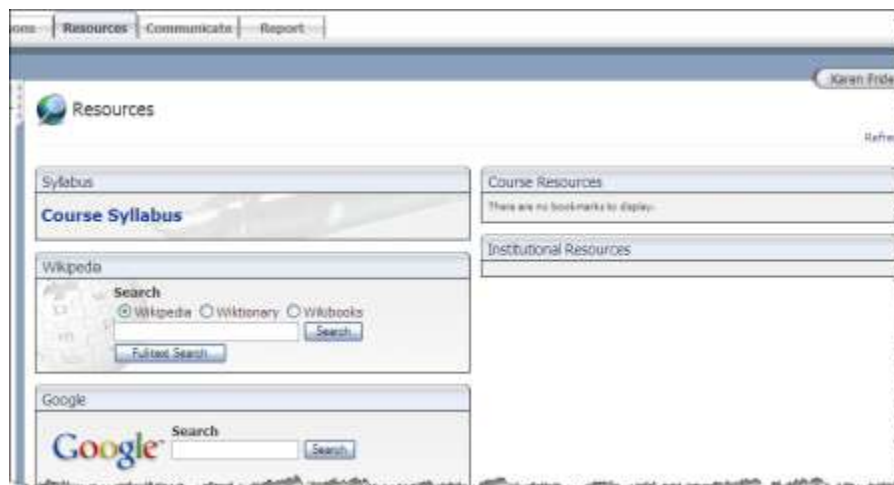 Resources Communicate Report
Karen
Resources
Syllabus
Course Syllabus
Wikipedia
Search
Wikipedia Wiktionary Wikibooks
Search
Fulltext Search
Google
Google Search
Search
Course Resources
There are no bookmarks to display.
Institutional Resources